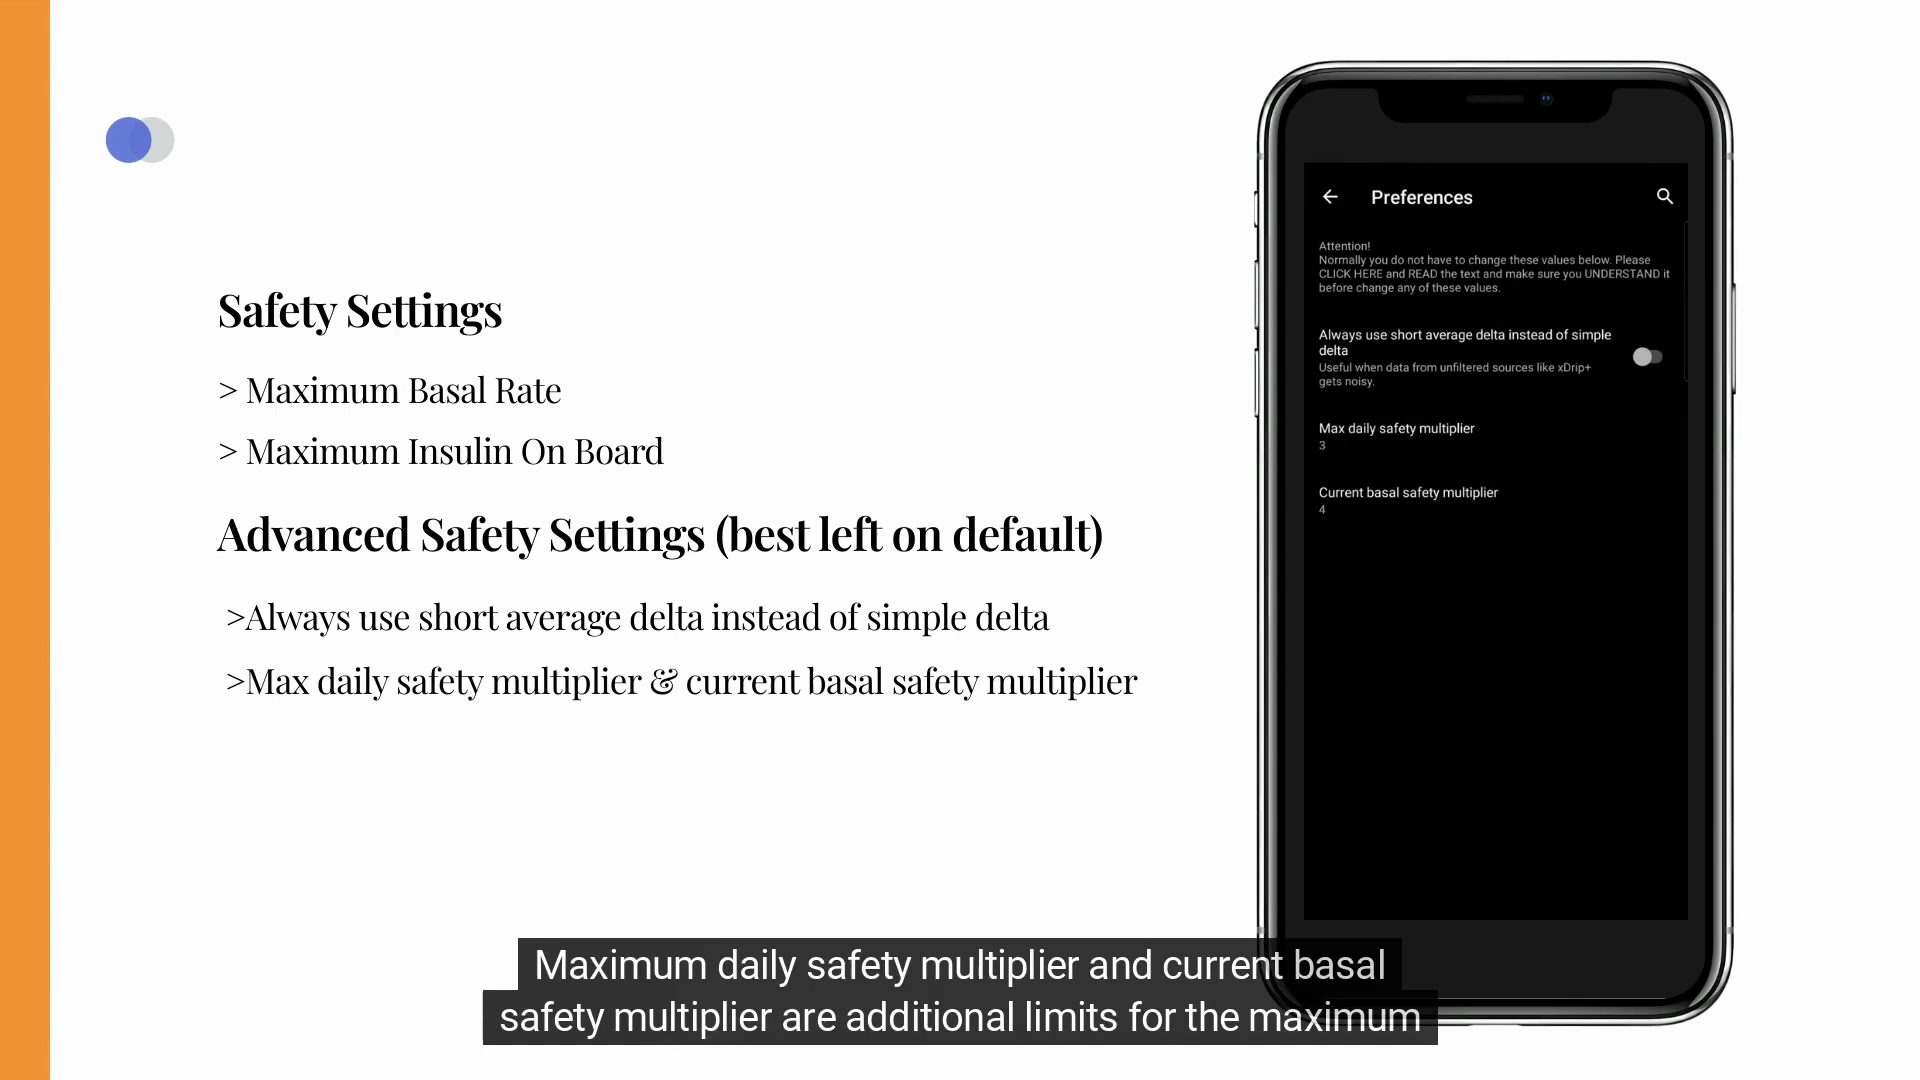 Safety Settings
> Maximum Basal Rate
> Maximum Insulin On Board
Advanced Safety Settings (best left on default)
>Always use short average delta instead of simple delta
>Max daily safety multiplier & current basal safety multiplier
Preferences
Attention!
Normally you do not have to change these values below. Please
CLICK HERE and READ the text and make sure you UNDERSTAND it
before change any of these values.
Always use short average delta instead of simple
delta
Useful when data from unfiltered sources like xDrip+
gets noisy.
Max daily safety multiplier
3
Current basal safety multiplier
4
Maximum daily safety multiplier and current basal
safety multiplier are additional limits for the maximum